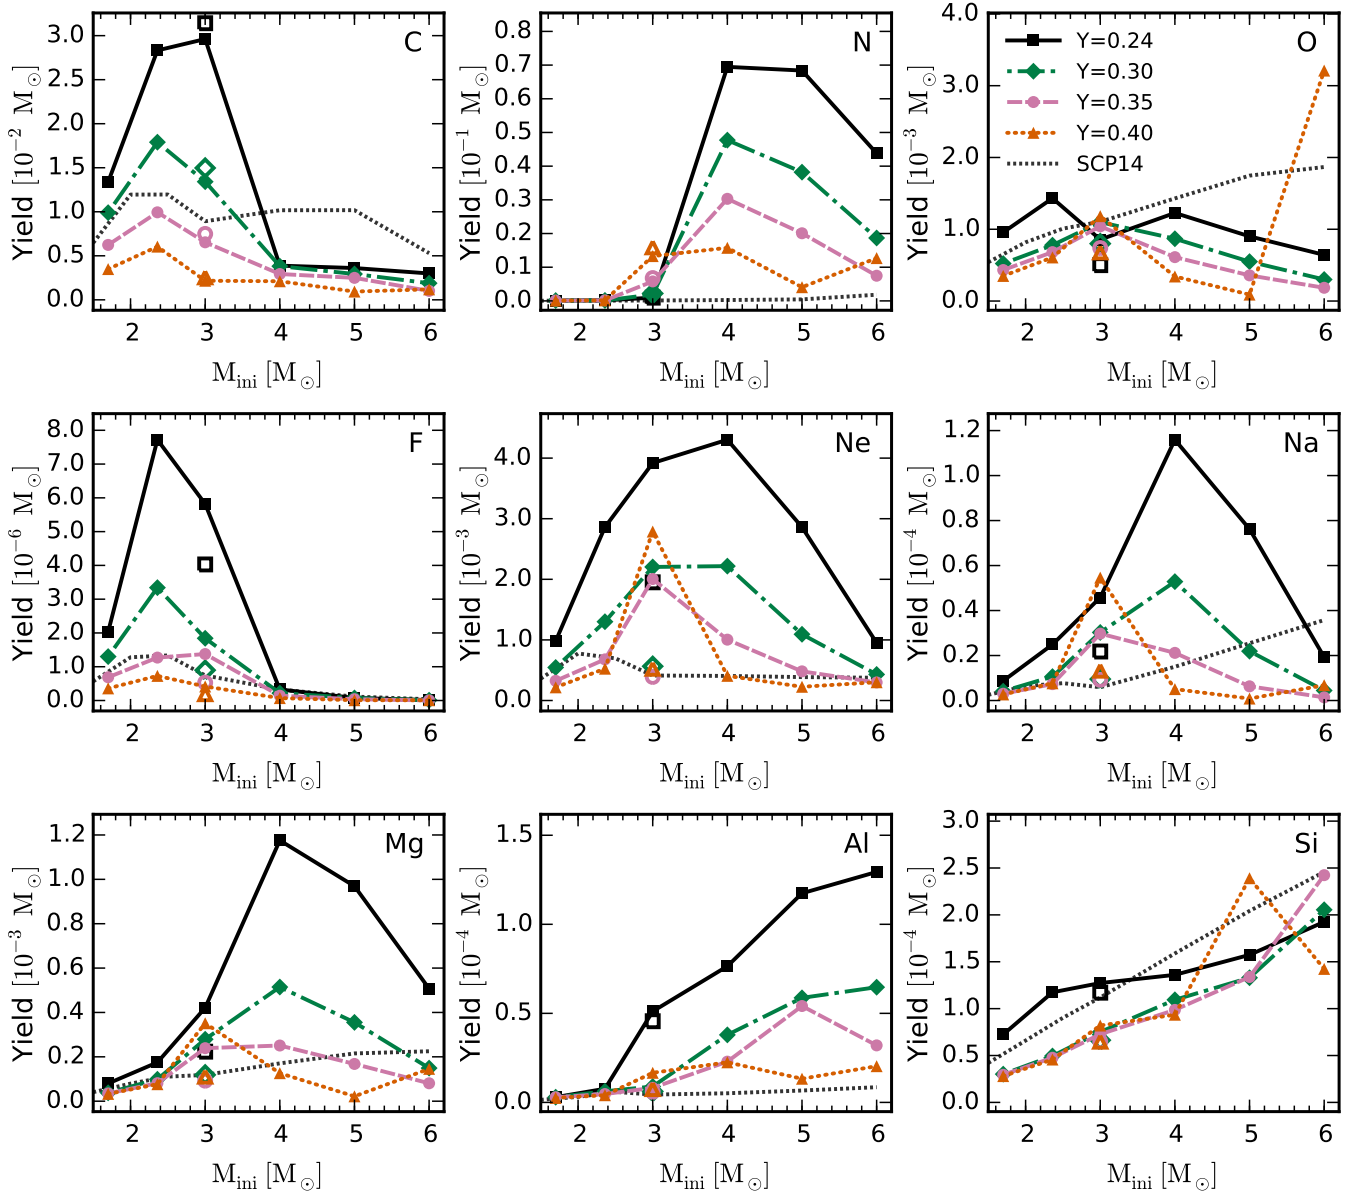 C
3.0
2.5
2.0
1.5
1.0
0.5
0.0
Yield [10⁻² M☉]
2 3 4 5 6
M_ini [M☉]
N
0.8
0.7
0.6
0.5
0.4
0.3
0.2
0.1
0.0
Yield [10⁻¹ M☉]
2 3 4 5 6
M_ini [M☉]
O
Y=0.24
Y=0.30
Y=0.35
Y=0.40
SCP14
4.0
3.0
2.0
1.0
0.0
Yield [10⁻³ M☉]
2 3 4 5 6
M_ini [M☉]
F
8.0
7.0
6.0
5.0
4.0
3.0
2.0
1.0
0.0
Yield [10⁻⁶ M☉]
2 3 4 5 6
M_ini [M☉]
Ne
4.0
3.0
2.0
1.0
0.0
Yield [10⁻³ M☉]
2 3 4 5 6
M_ini [M☉]
Na
1.2
1.0
0.8
0.6
0.4
0.2
0.0
Yield [10⁻⁴ M☉]
2 3 4 5 6
M_ini [M☉]
Mg
1.2
1.0
0.8
0.6
0.4
0.2
0.0
Yield [10⁻³ M☉]
2 3 4 5 6
M_ini [M☉]
Al
1.5
1.0
0.5
0.0
Yield [10⁻⁴ M☉]
2 3 4 5 6
M_ini [M☉]
Si
3.0
2.5
2.0
1.5
1.0
0.5
0.0
Yield [10⁻⁴ M☉]
2 3 4 5 6
M_ini [M☉]